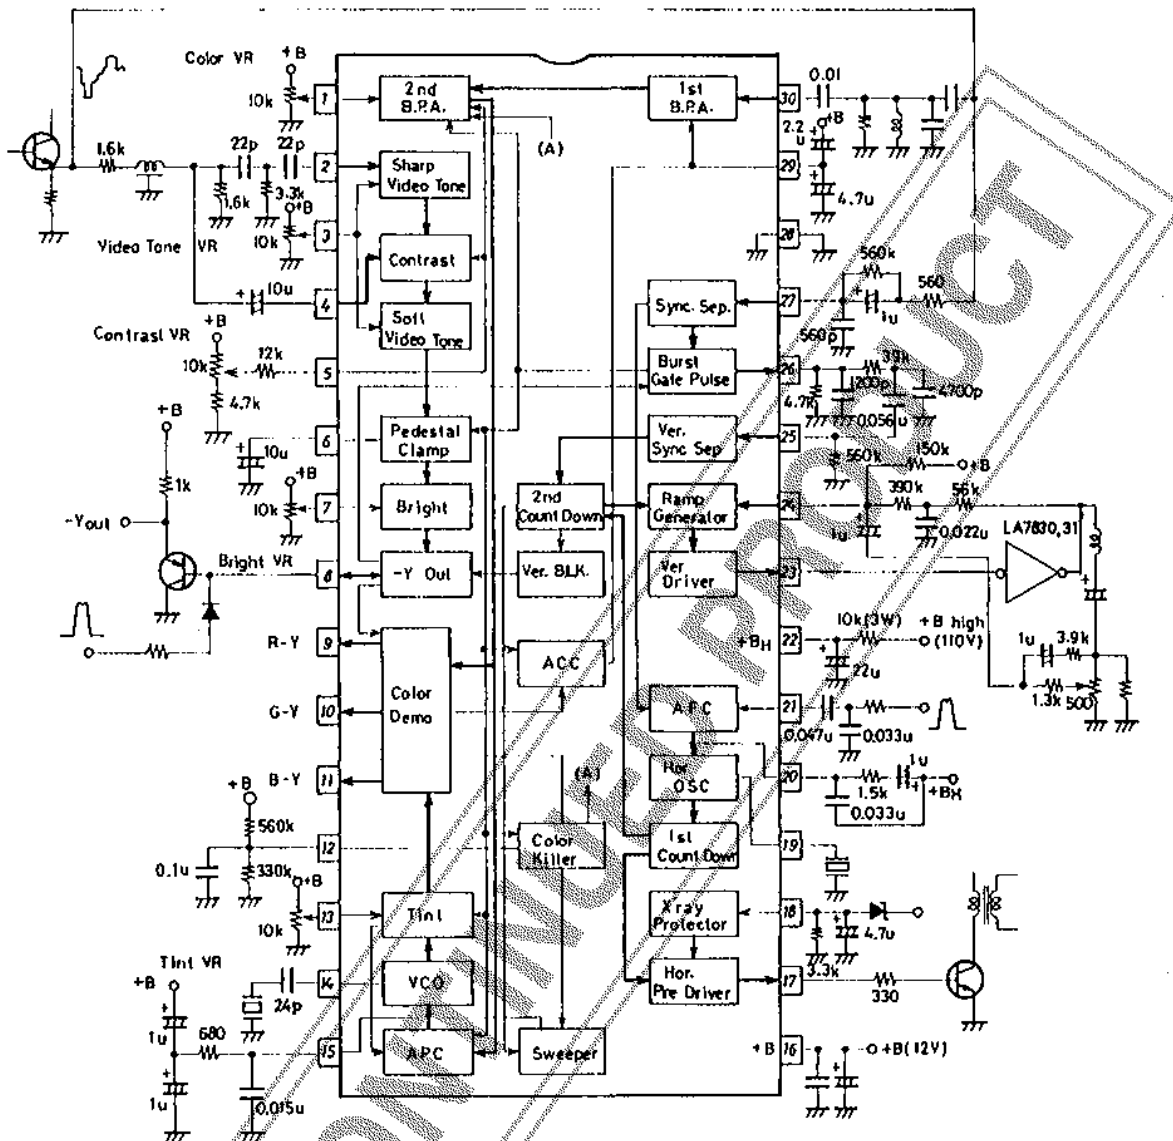 Color VR
+B
10k
1
2nd B.P.A.
1st B.P.A.
30
0.01
+B
2.2u
(A)
1.6k
22p
22p
2
Sharp Video Tone
29
4.7u
1.6k
3.3k
+B
10k
3
28
Video Tone VR
Contrast
560k
10u
4
Sync. Sep.
27
560
1u
560p
Soft Video Tone
Contrast VR
+B
10k
12k
5
Burst Gate Pulse
26
39k
4.7k
1200p
0.056u
4700p
4.7k
+B
6
10u
Pedestal Clamp
Ver. Sync Sep
25
560k
150k
+B
1k
+B
10k
7
Bright
2nd Count Down
Ramp Generator
24
390k
56k
-Y out
1u
0.022u
LA7830,31
Bright VR
8
-Y Out
Ver. BLK.
Ver Driver
23
10k(3W)
+B high (110V)
+BH
22
22u
1u
3.9k
R-Y
9
ACC
1.3k
500
G-Y
10
Color Demo
AFC
21
0.047u
0.033u
B-Y
11
(A)
Hor. OSC
20
1u
1.5k
+BH
0.033u
+B
560k
12
Color Killer
1st Count Down
19
0.1u
330k
+B
13
10k
Tint
Xray Protector
18
4.7u
3.3k
Tint VR
14
24p
VCO
Hor. Pre Driver
17
330
+B
1u
680
15
APC
Sweeper
+B
16
+B(12V)
1u
0.015u